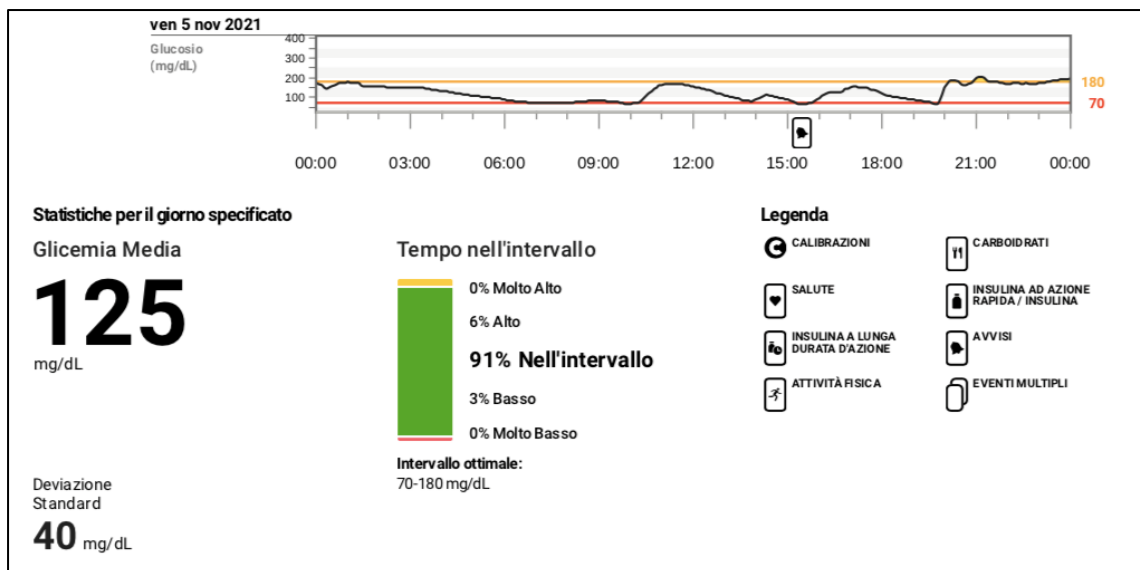 ven 5 nov 2021
Glucosio
(mg/dL)
400
300
200
100
180
70
00:00 03:00 06:00 09:00 12:00 15:00 18:00 21:00 00:00
Statistiche per il giorno specificato
Glicemia Media
125
mg/dL
Deviazione
Standard
40 mg/dL
Tempo nell'intervallo
0% Molto Alto
6% Alto
91% Nell'intervallo
3% Basso
0% Molto Basso
Intervallo ottimale:
70-180 mg/dL
Legenda
C CALIBRAZIONI
CARBOIDRATI
SALUTE
INSULINA AD AZIONE
RAPIDA / INSULINA
INSULINA A LUNGA
DURATA D'AZIONE
AVVISI
ATTIVITÀ FISICA
EVENTI MULTIPLI